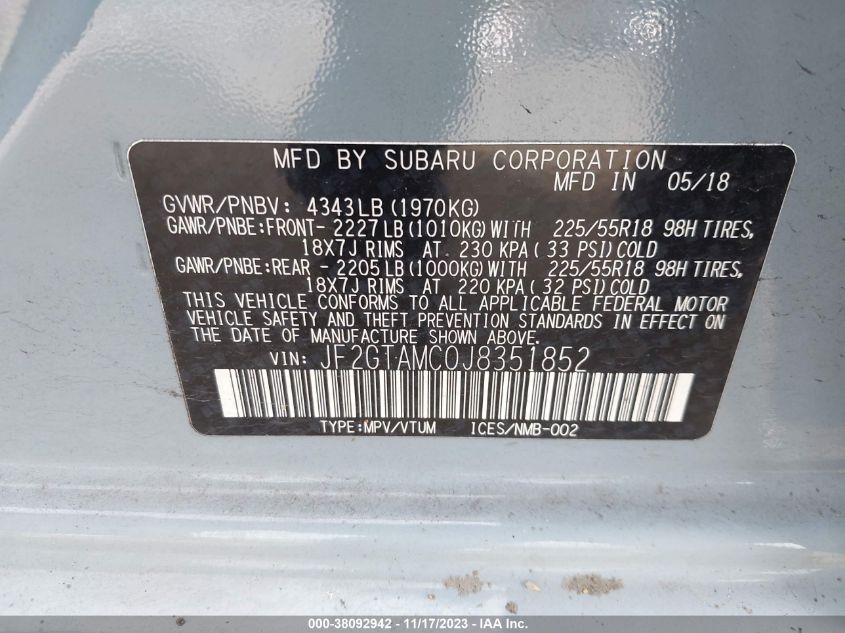 MFD BY SUBARU CORPORATION
MFD IN 05/18
GVWR/PNBV: 4343LB (1970KG)
GAWR/PNBE:FRONT- 2227LB (1010KG) WITH 225/55R18 98H TIRES,
18X7J RIMS AT 230 KPA ( 33 PSI) COLD
GAWR/PNBE:REAR - 2205LB (1000KG) WITH 225/55R18 98H TIRES,
18X7J RIMS AT 220 KPA ( 32 PSI) COLD
THIS VEHICLE CONFORMS TO ALL APPLICABLE FEDERAL MOTOR
VEHICLE SAFETY AND THEFT PREVENTION STANDARDS IN EFFECT ON
THE DATE OF MANUFACTURE SHOWN ABOVE.
VIN: JF2GTAMC0J8351852
TYPE:MPV/VTUM ICES/NMB-002
000-38092942 - 11/17/2023 - Copyright © 2023, IAA Inc.